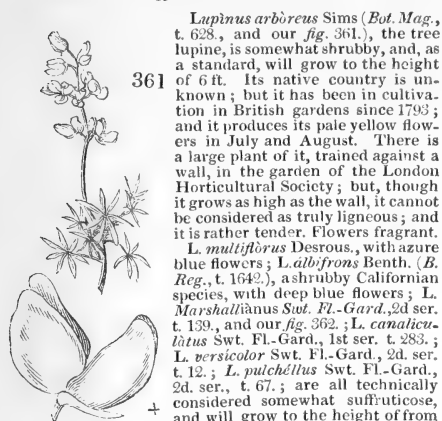 Lupīnus arbòreus Sims (Bot. Mag.,
t. 628., and our fig. 361.), the tree
lupine, is somewhat shrubby, and, as
a standard, will grow to the height
361 of 6 ft. Its native country is un-
known; but it has been in cultiva-
tion in British gardens since 1793;
and it produces its pale yellow flow-
ers in July and August. There is
a large plant of it, trained against a
wall, in the garden of the London
Horticultural Society; but, though
it grows as high as the wall, it cannot
be considered as truly ligneous; and
it is rather tender. Flowers fragrant.
L. multiflòrus Desrous., with azure
blue flowers; L. álbifrons Benth. (B.
Reg., t. 1642.), a shrubby Californian
species, with deep blue flowers; L.
Marshalliànus Swt. Fl.-Gard., 2d ser.
t. 139., and our fig. 362.; L. canalicu-
làtus Swt. Fl.-Gard., 1st ser. t. 283.;
L. versícolor Swt. Fl.-Gard., 2d. ser.
t. 12.; L. pulchéllus Swt. Fl.-Gard.,
2d. ser., t. 67.; are all technically
considered somewhat suffruticose,
+ and will grow to the height of from